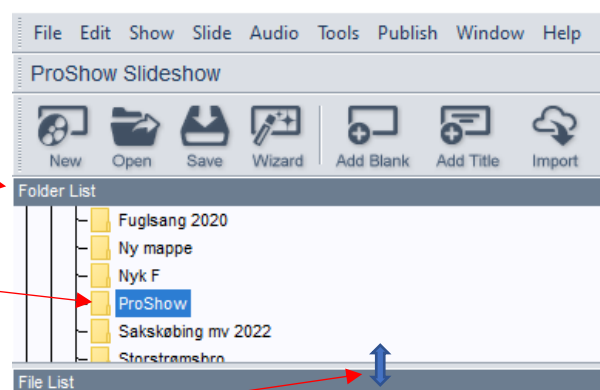 File Edit Show Slide Audio Tools Publish Window Help
ProShow Slideshow
New Open Save Wizard Add Blank Add Title Import
Folder List
Fuglsang 2020
Ny mappe
Nyk F
ProShow
Sakskøbing mv 2022
Storstrømsbro
File List